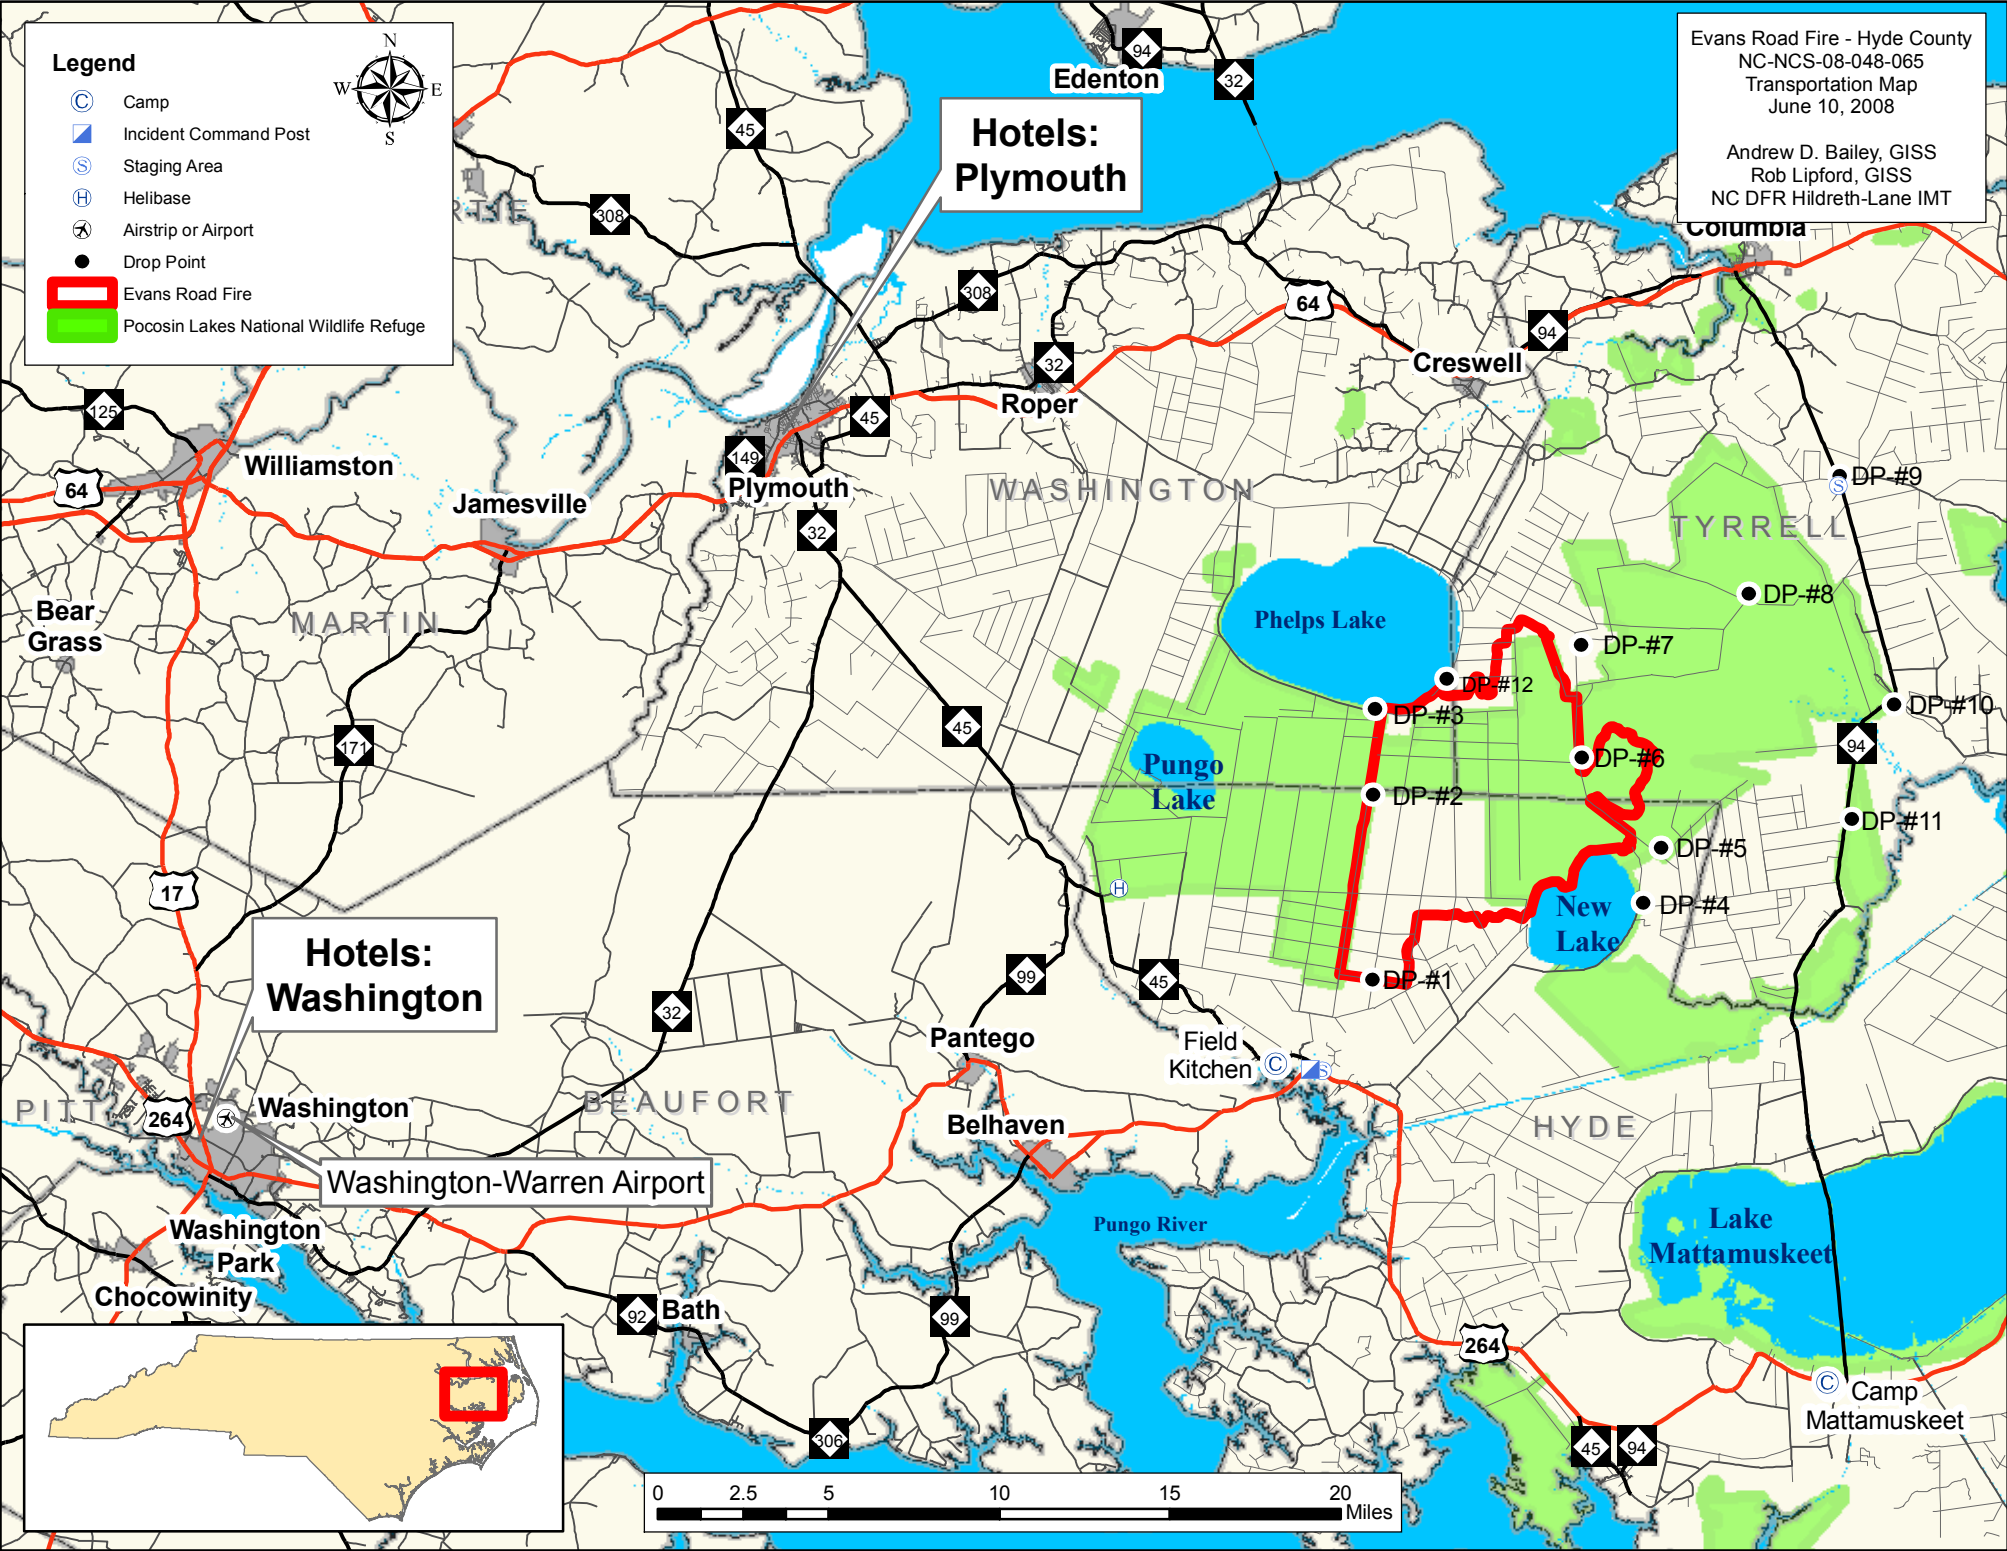 Legend
N
W
E
S
Camp
Incident Command Post
Staging Area
Helibase
Airstrip or Airport
Drop Point
Evans Road Fire
Pocosin Lakes National Wildlife Refuge
C
S
H
Evans Road Fire - Hyde County
NC-NCS-08-048-065
Transportation Map
June 10, 2008
Andrew D. Bailey, GISS
Rob Lipford, GISS
NC DFR Hildreth-Lane IMT
94
Edenton
32
45
Hotels:
Plymouth
308
RTIE
Columbia
308
64
94
32
Creswell
Roper
125
45
149
Williamston
64
Jamesville
Plymouth
WASHINGTON
32
DP-#9
S
TYRRELL
Bear
Grass
MARTIN
Phelps Lake
DP-#8
DP-#7
DP-#12
DP-#3
DP-#10
171
45
94
Pungo
Lake
DP-#6
DP-#2
DP-#11
DP-#5
17
H
New
Lake
DP-#4
Hotels:
Washington
99
45
DP-#1
32
Pantego
Field
Kitchen
C
S
PITT
264
Washington
BEAUFORT
Belhaven
HYDE
Washington-Warren Airport
Washington
Park
Pungo River
Lake
Mattamuskeet
Chocowinity
92
Bath
99
264
C
Camp
Mattamuskeet
306
45
94
0
2.5
5
10
15
20
Miles